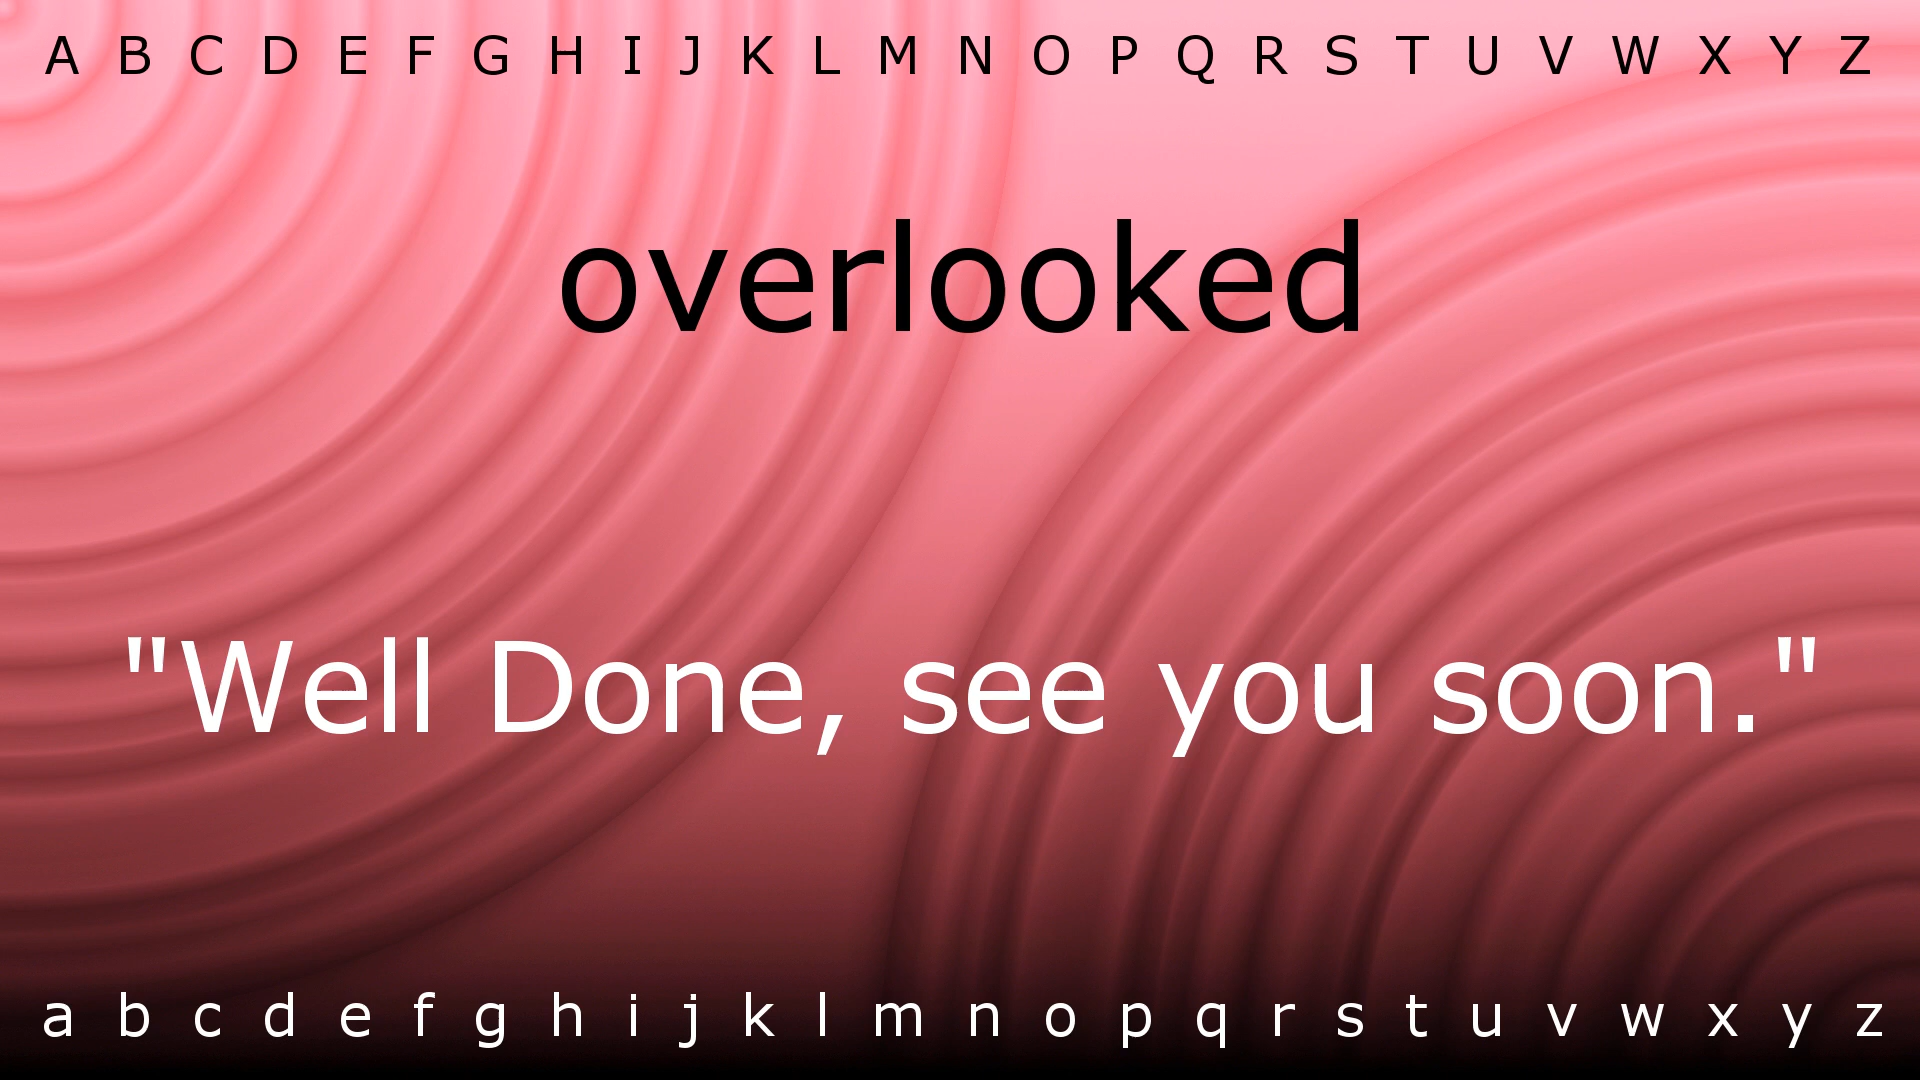 A B C D E F G H I J K L M N O P Q R S T U V W X Y Z
overlooked
"Well Done, see you soon."
a b c d e f g h i j k l m n o p q r s t u v w x y z